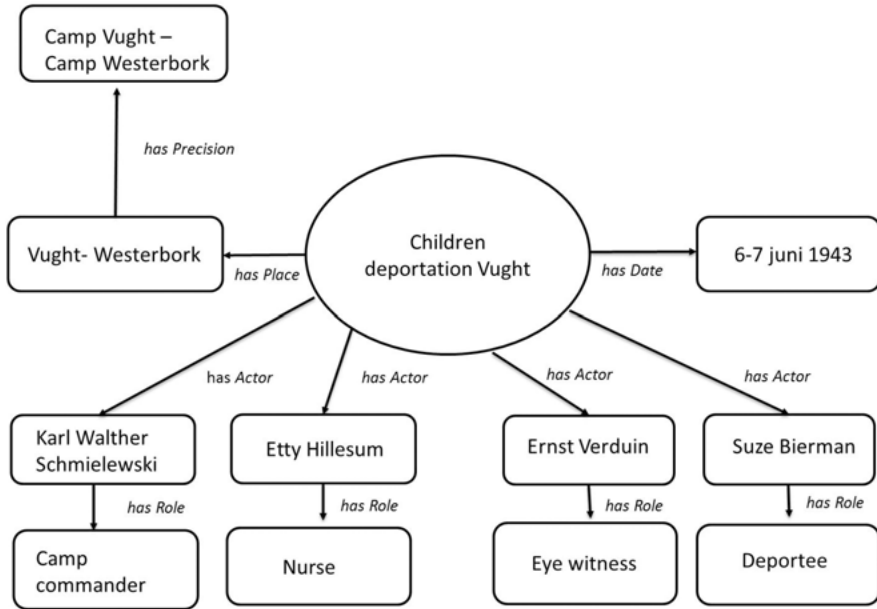 Camp Vught –
Camp Westerbork
has Precision
Vught- Westerbork
has Place
Children
deportation Vught
has Date
6-7 juni 1943
has Actor
has Actor
has Actor
has Actor
Karl Walther
Schmielewski
Etty Hillesum
Ernst Verduin
Suze Bierman
has Role
has Role
has Role
has Role
Camp
commander
Nurse
Eye witness
Deportee